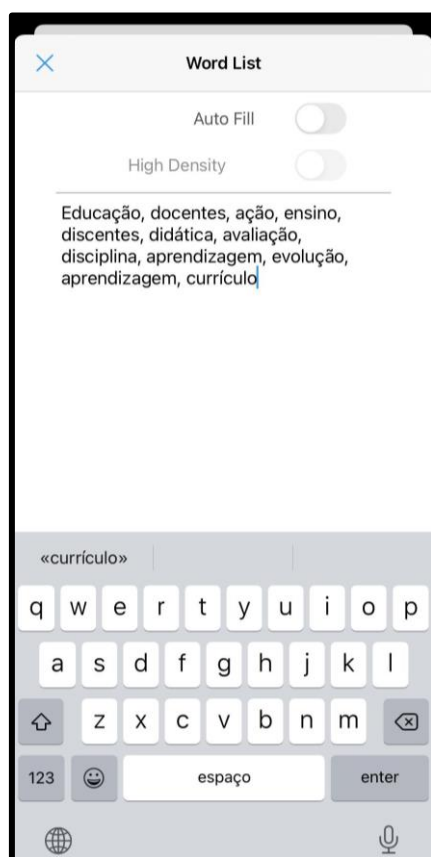 Word List
Auto Fill
High Density
Educação, docentes, ação, ensino,
discentes, didática, avaliação,
disciplina, aprendizagem, evolução,
aprendizagem, currículo
«currículo»
q w e r t y u i o p
a s d f g h j k l
z x c v b n m
123 espaço enter